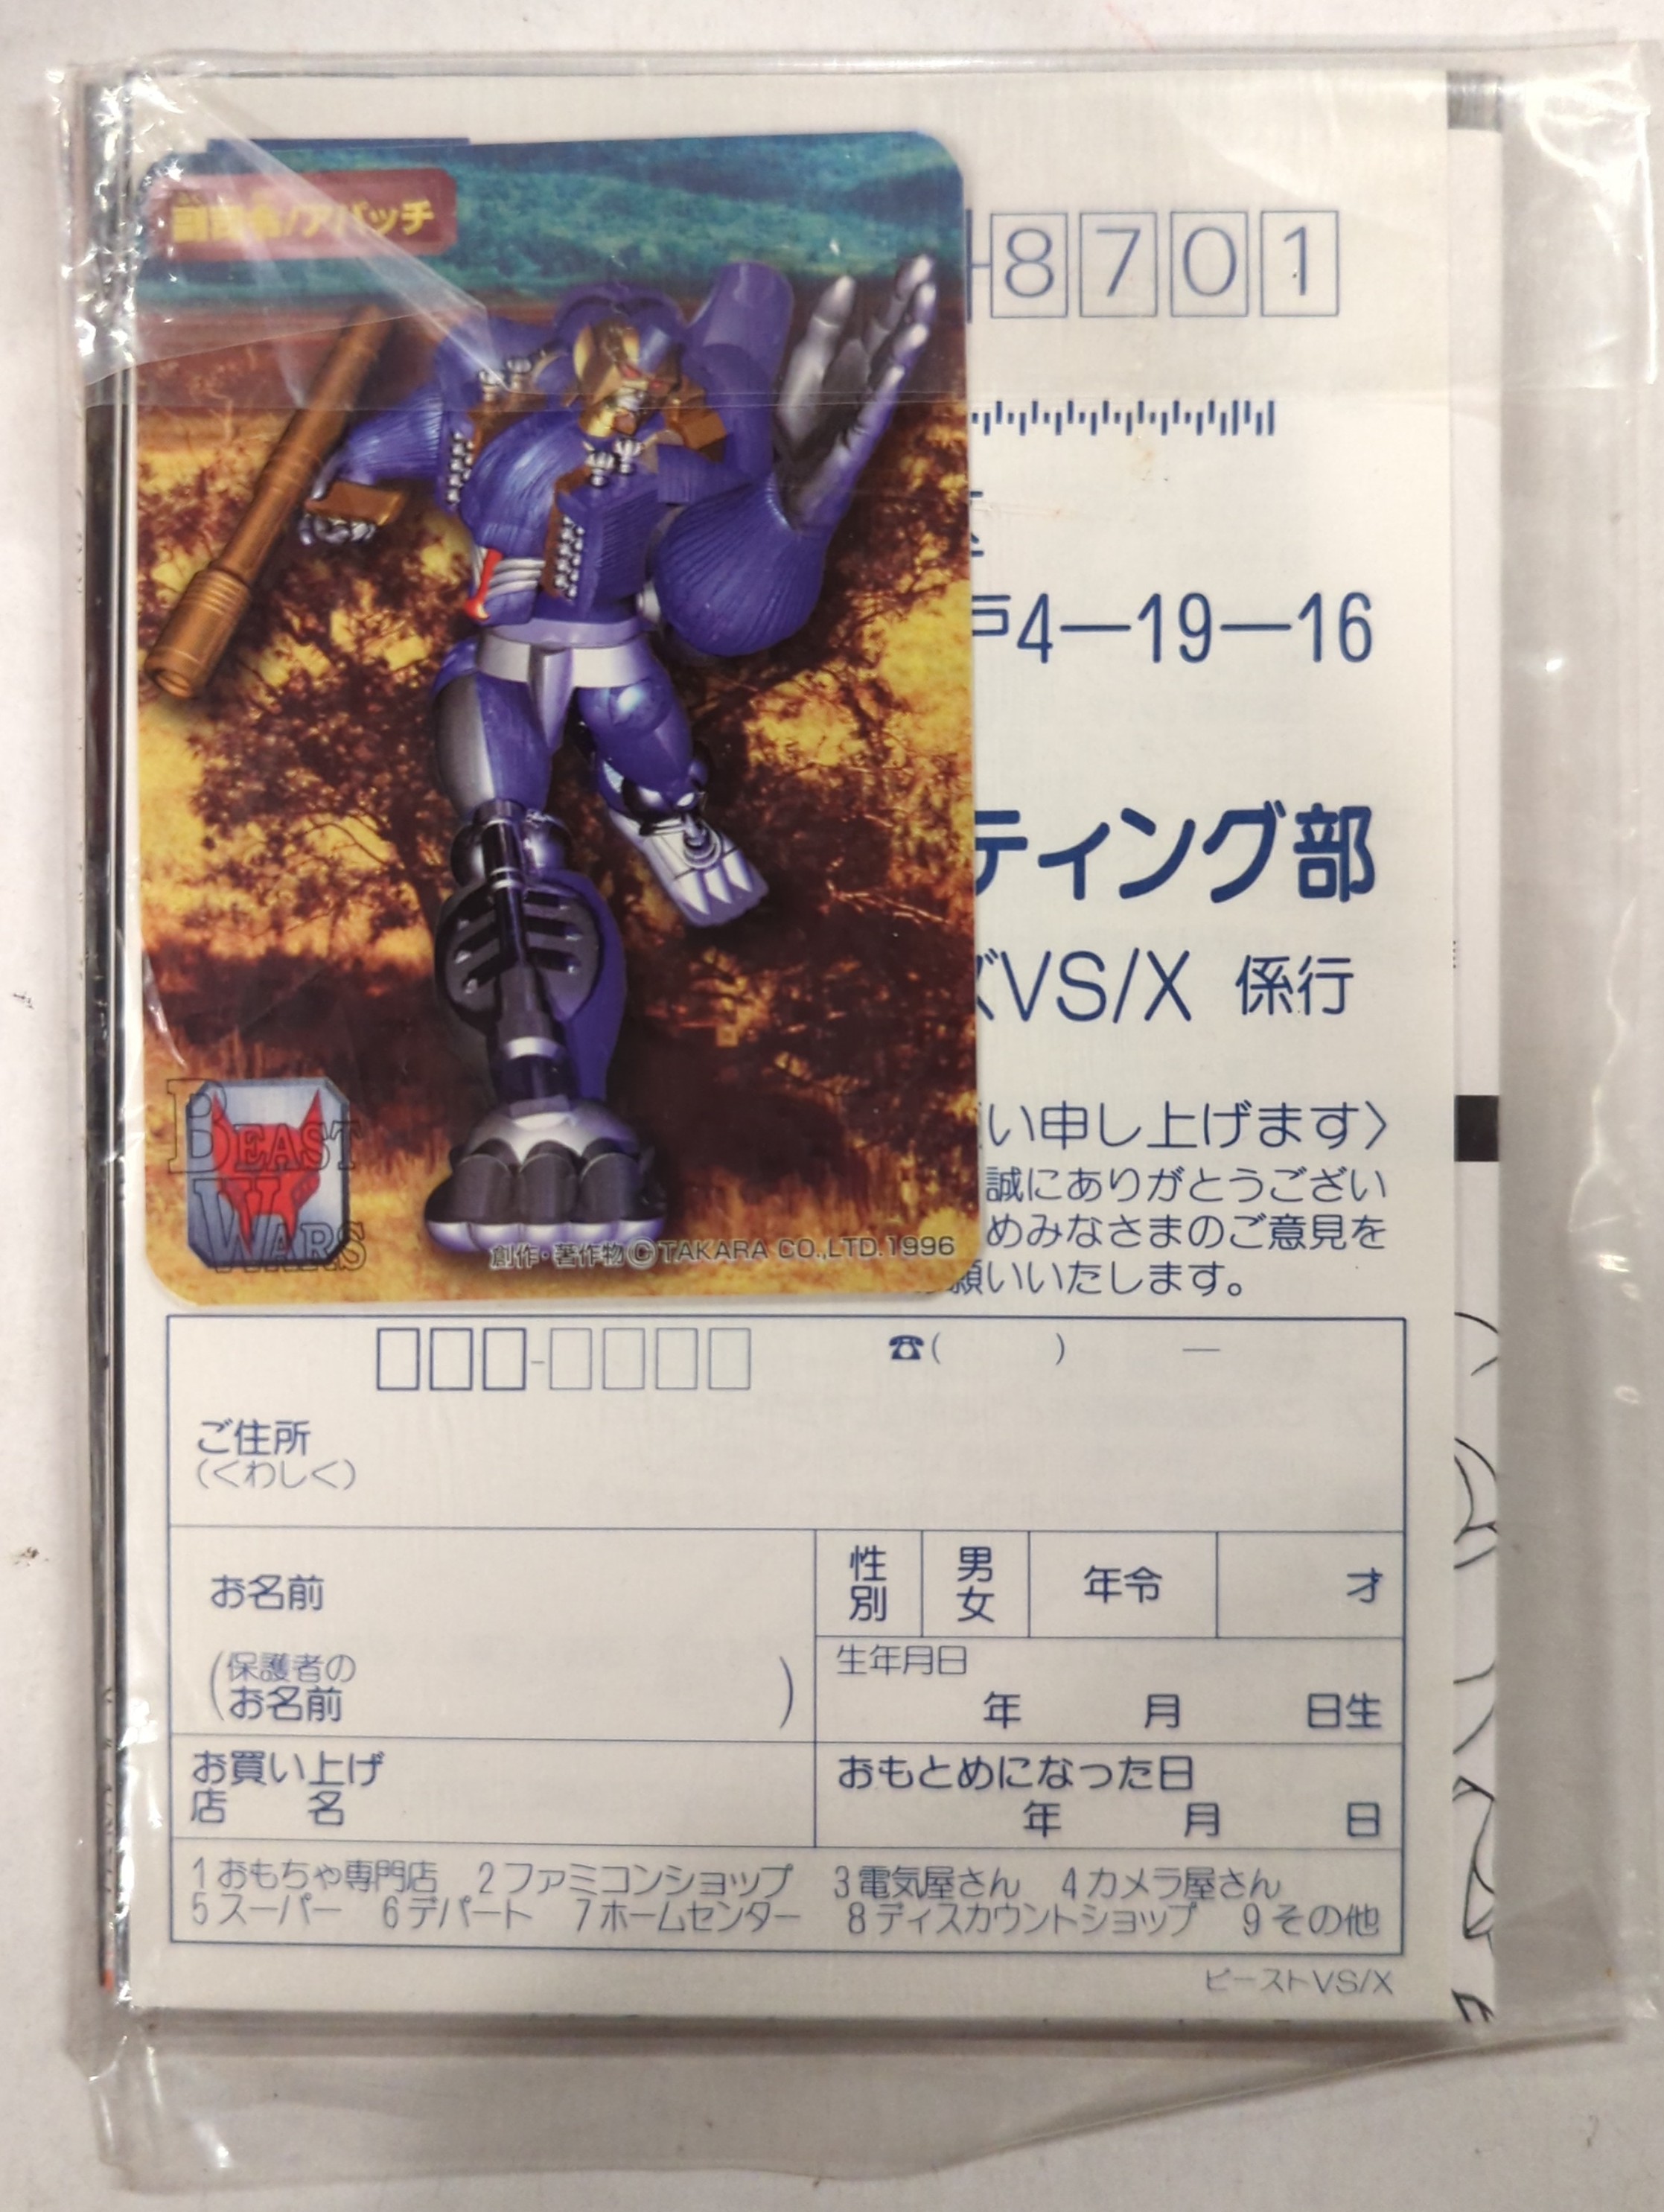 副司令/アパッチ
8701
戸4−19−16
ティング部
ズVS/X 係行
い申し上げます〉
誠にありがとうござい
めみなさまのご意見を
願いいたします。
BEAST
WARS
創作・著作物©TAKARA CO.,LTD.1996
□□□-□□□□ ☎( ) −
ご住所
(くわしく)
お名前
性別
男
女
年令
才
(保護者の
お名前)
生年月日
年 月 日生
お買い上げ
店 名
おもとめになった日
年 月 日
1 おもちゃ専門店 2 ファミコンショップ 3 電気屋さん 4 カメラ屋さん
5 スーパー 6 デパート 7 ホームセンター 8 ディスカウントショップ 9 その他
ビーストVS/X